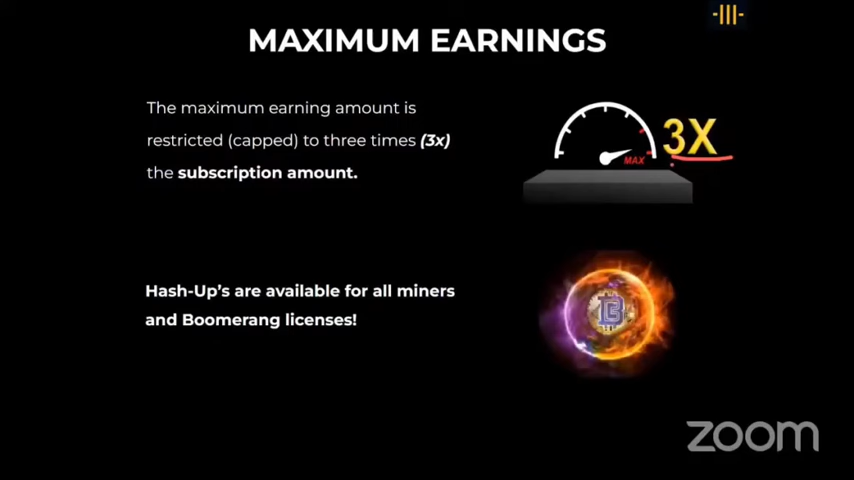 MAXIMUM EARNINGS
The maximum earning amount is
restricted (capped) to three times (3x)
the subscription amount.
3X
MAX
Hash-Up's are available for all miners
and Boomerang licenses!
zoom